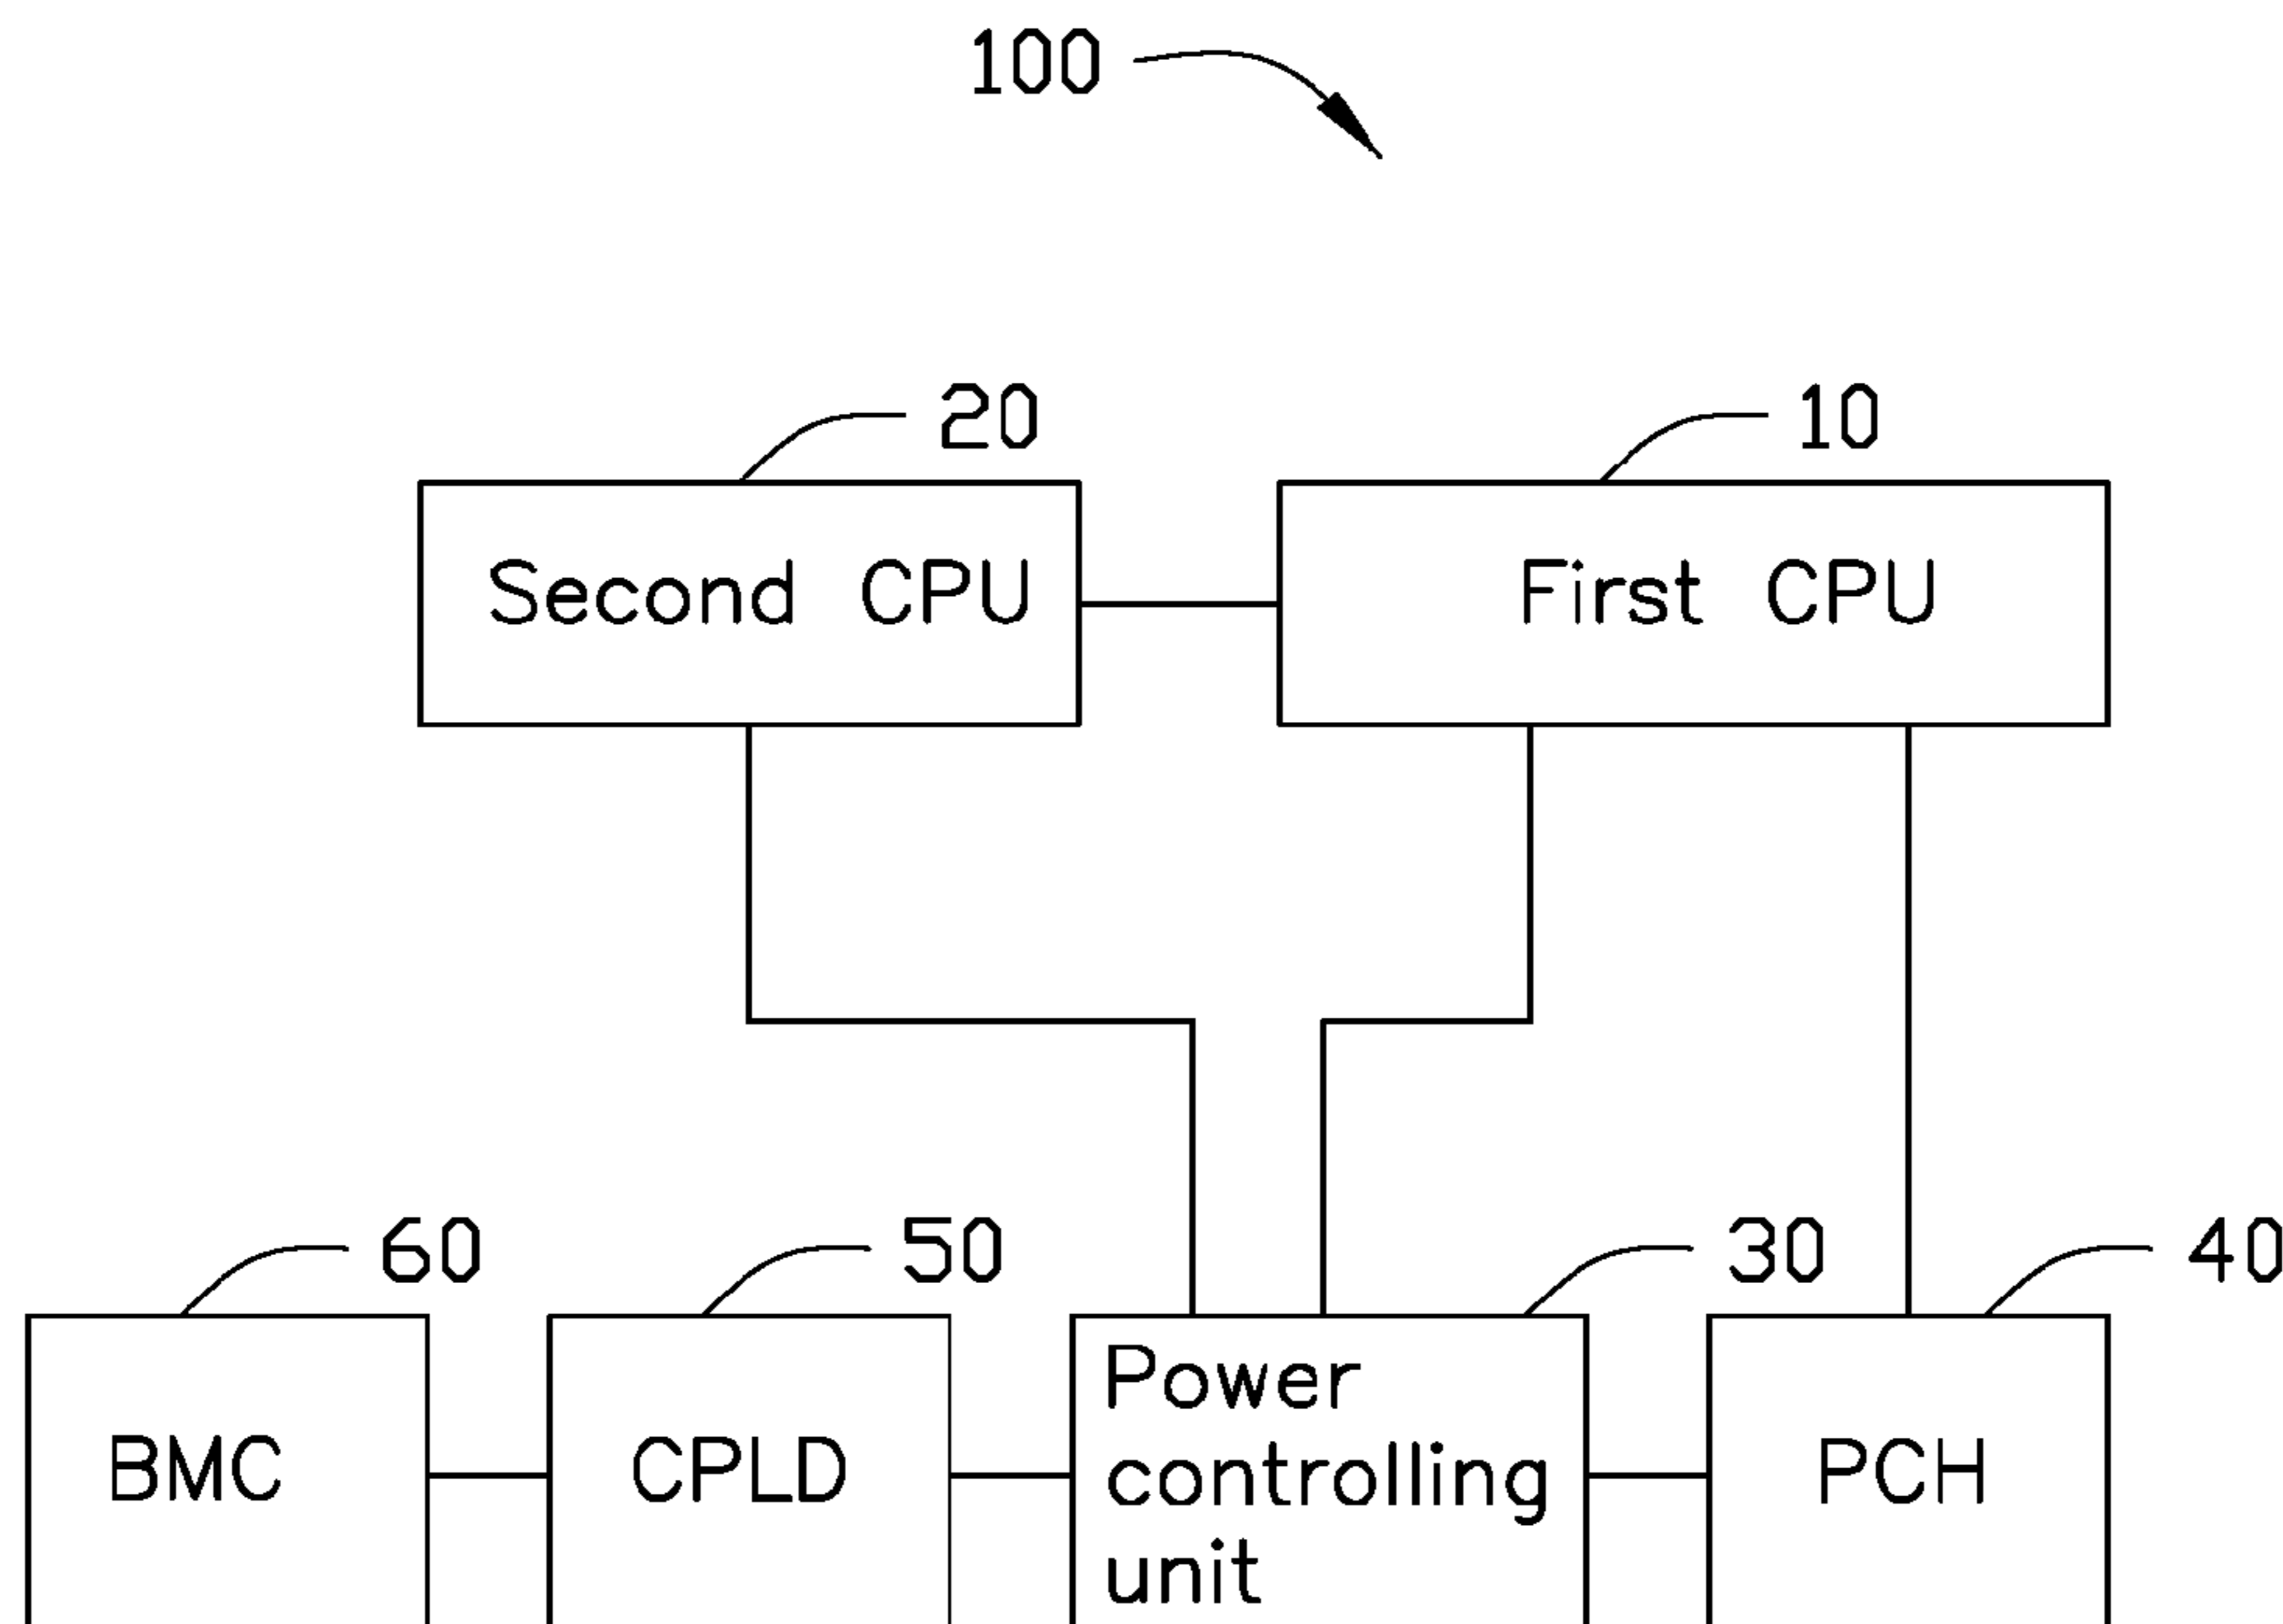 100
20 10
Second CPU First CPU
60 50 30 40
Power
BMC CPLD controlling PCH
unit